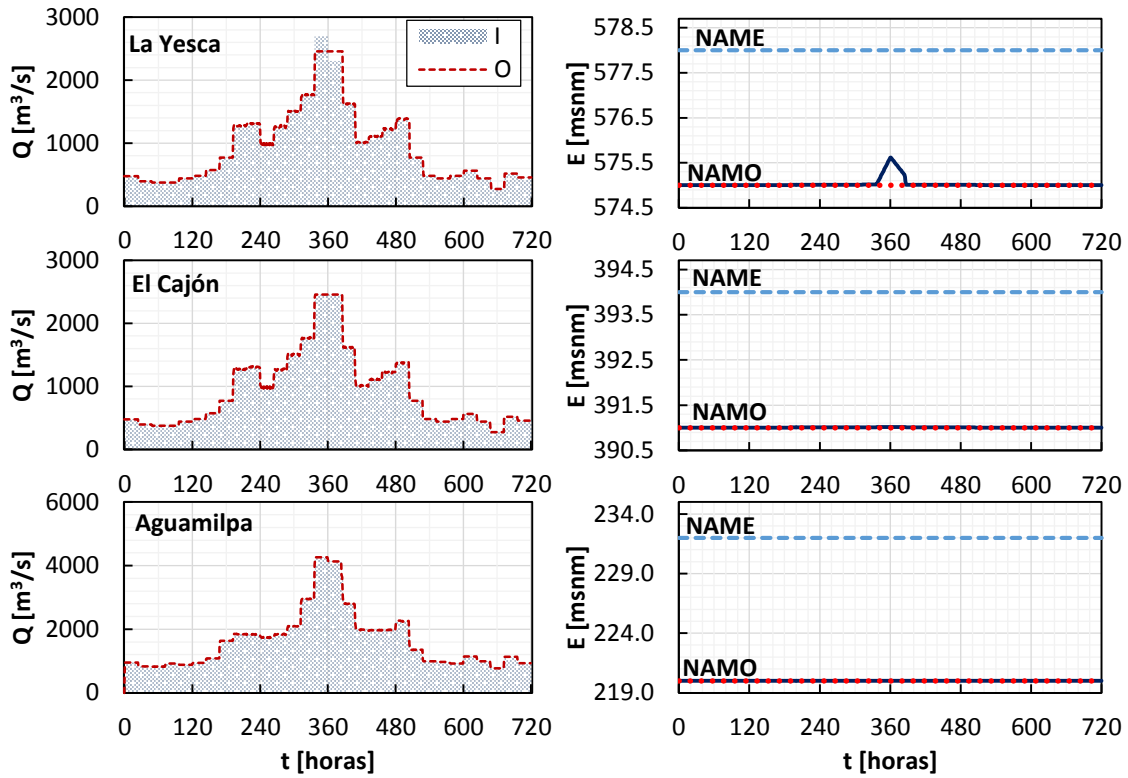 3000
2000
1000
0
Q [m³/s]
La Yesca
I
O
0 120 240 360 480 600 720
578.5
577.5
576.5
575.5
574.5
E [msnm]
NAME
NAMO
0 120 240 360 480 600 720
3000
2000
1000
0
Q [m³/s]
El Cajón
0 120 240 360 480 600 720
394.5
393.5
392.5
391.5
390.5
E [msnm]
NAME
NAMO
0 120 240 360 480 600 720
6000
4000
2000
0
Q [m³/s]
Aguamilpa
0 120 240 360 480 600 720
t [horas]
234.0
229.0
224.0
219.0
E [msnm]
NAME
NAMO
0 120 240 360 480 600 720
t [horas]